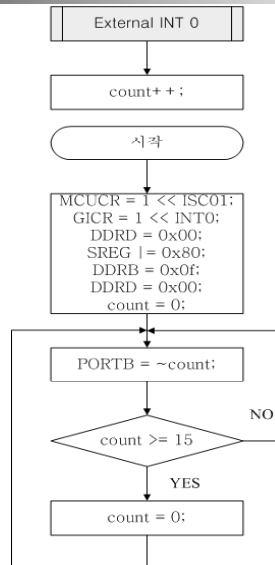 External INT 0
count++;
시작
MCUCR = 1 << ISC01;
GICR = 1 << INT0;
DDRD = 0x00;
SREG |= 0x80;
DDRB = 0x0f;
DDRD = 0x00;
count = 0;
PORTB = ~count;
count >= 15
NO
YES
count = 0;